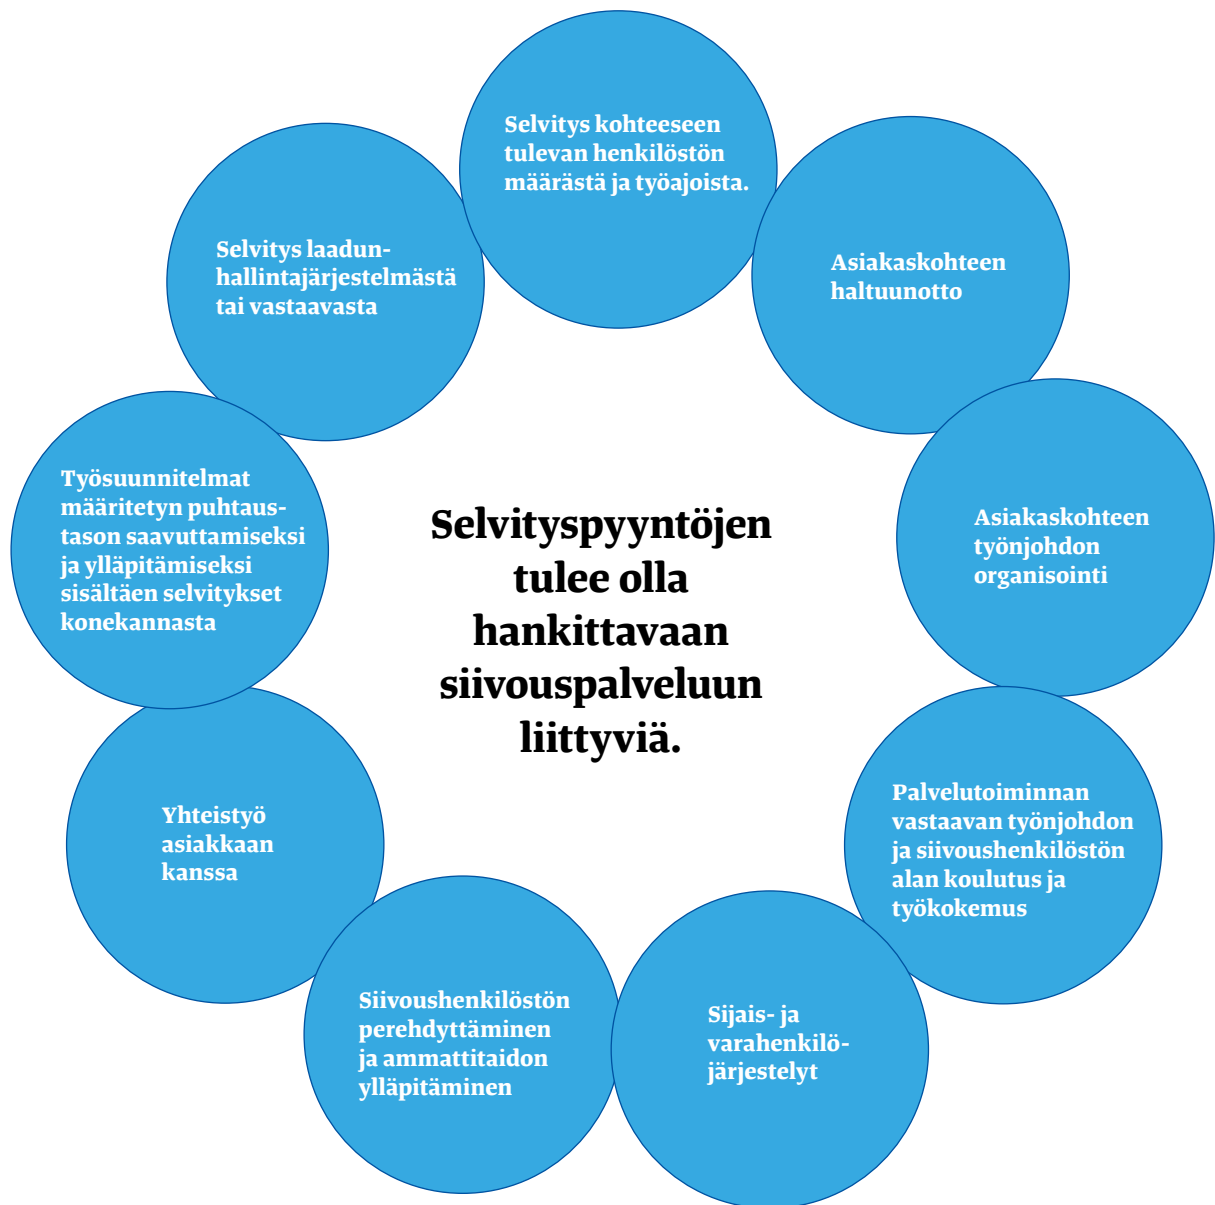 Selvitys kohteeseen
tulevan henkilöstön
määrästä ja työajoista.
Asiakaskohteen
haltuunotto
Asiakaskohteen
työnjohdon
organisointi
Palvelutoiminnan
vastaavan työnjohdon
ja siivoushenkilöstön
alan koulutus ja
työkokemus
Sijais- ja
varahenkilö-
järjestelyt
Siivoushenkilöstön
perehdyttäminen
ja ammattitaidon
ylläpitäminen
Yhteistyö
asiakkaan
kanssa
Työsuunnitelmat
määritetyn puhtaus-
tason saavuttamiseksi
ja ylläpitämiseksi
sisältäen selvitykset
konekannasta
Selvitys laadun-
hallintajärjestelmästä
tai vastaavasta
Selvityspyyntöjen
tulee olla
hankittavaan
siivouspalveluun
liittyviä.